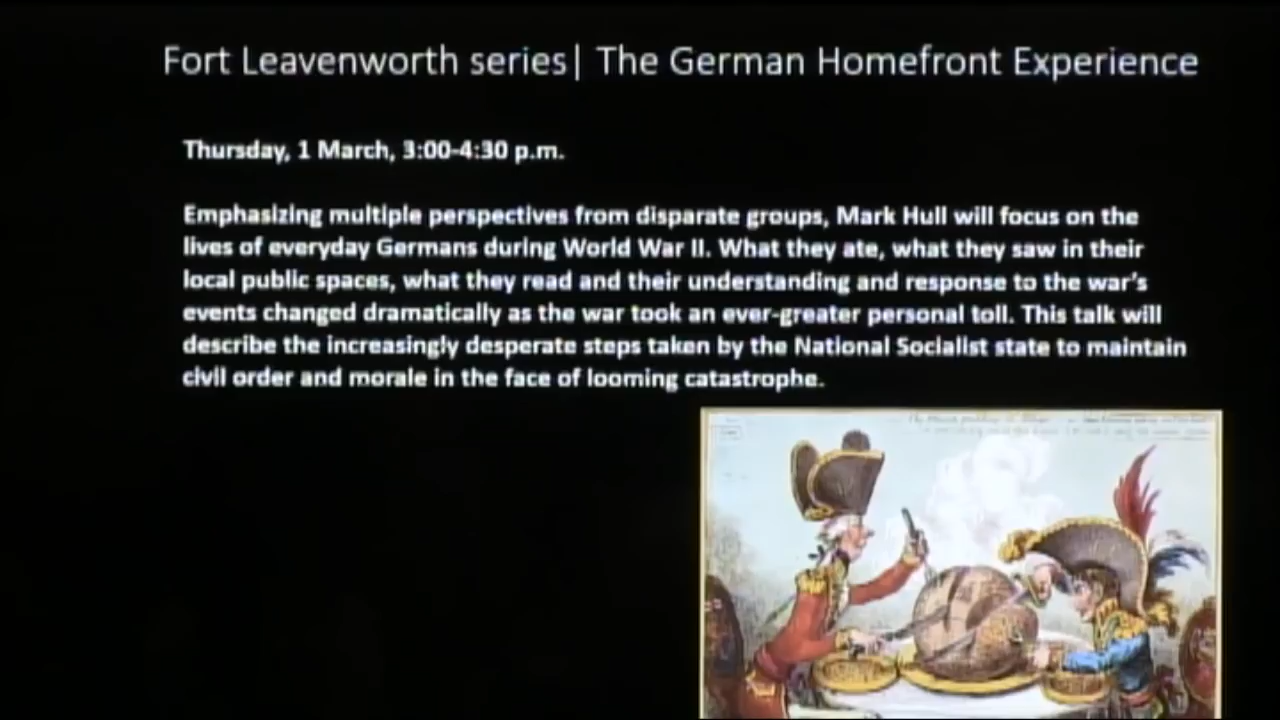 Fort Leavenworth series| The German Homefront Experience
Thursday, 1 March, 3:00-4:30 p.m.
Emphasizing multiple perspectives from disparate groups, Mark Hull will focus on the
lives of everyday Germans during World War II. What they ate, what they saw in their
local public spaces, what they read and their understanding and response to the war's
events changed dramatically as the war took an ever-greater personal toll. This talk will
describe the increasingly desperate steps taken by the National Socialist state to maintain
civil order and morale in the face of looming catastrophe.